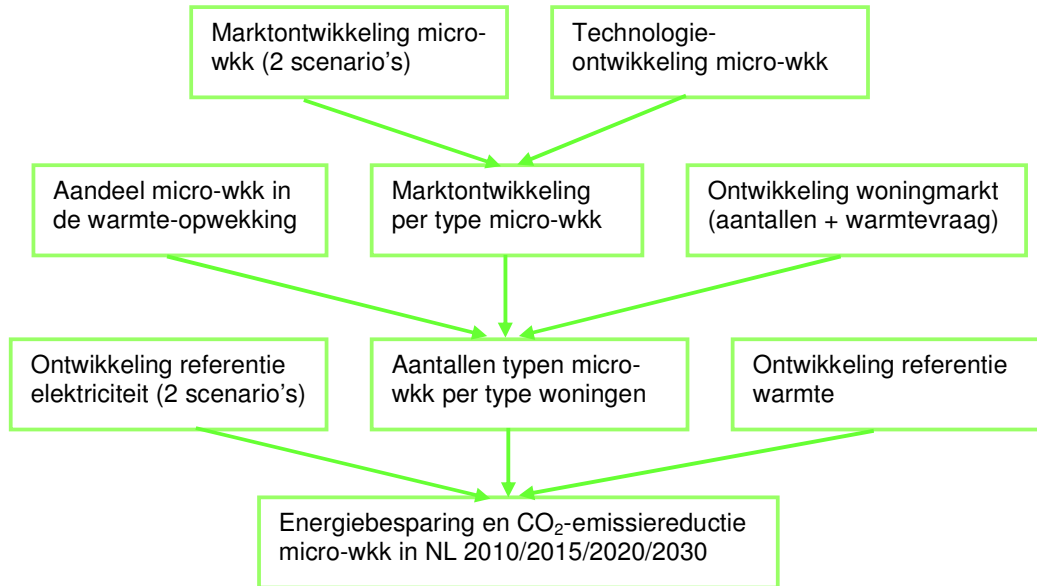 Marktontwikkeling micro-
wkk (2 scenario's)
Technologie-
ontwikkeling micro-wkk
Aandeel micro-wkk in
de warmte-opwekking
Marktontwikkeling
per type micro-wkk
Ontwikkeling woningmarkt
(aantallen + warmtevraag)
Ontwikkeling referentie
elektriciteit (2 scenario's)
Aantallen typen micro-
wkk per type woningen
Ontwikkeling referentie
warmte
Energiebesparing en CO₂-emissiereductie
micro-wkk in NL 2010/2015/2020/2030